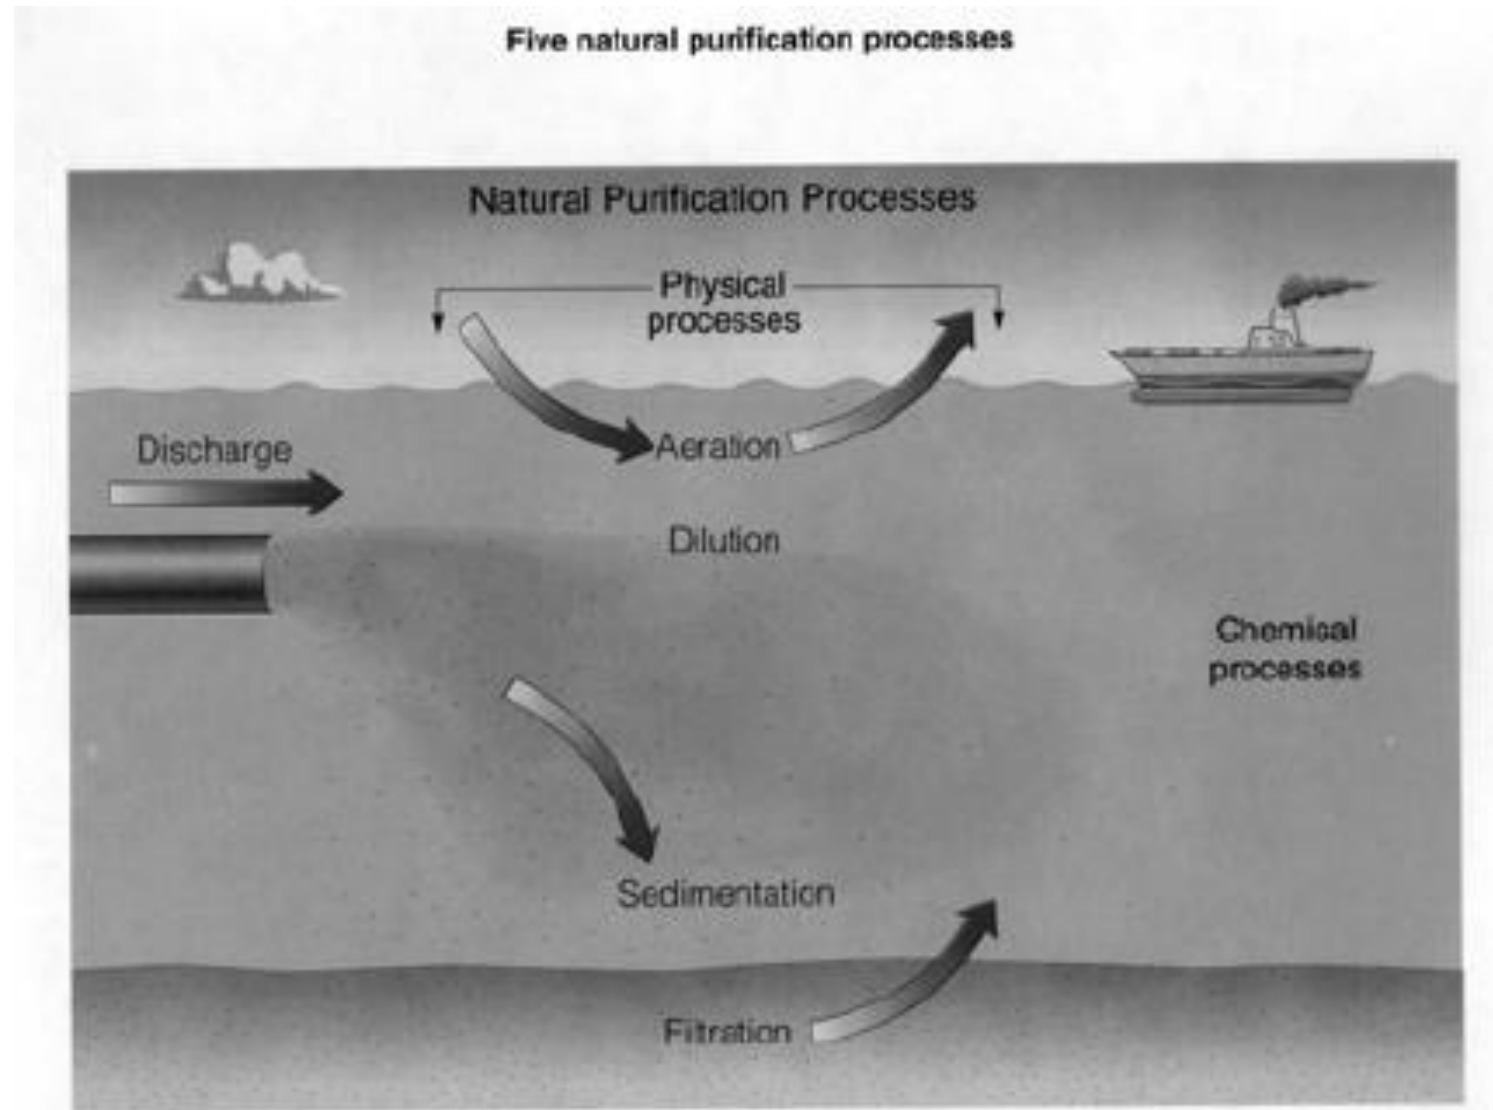 Five natural purification processes
Natural Purification Processes
Physical
processes
Discharge
Aeration
Dilution
Chemical
processes
Sedimentation
Filtration